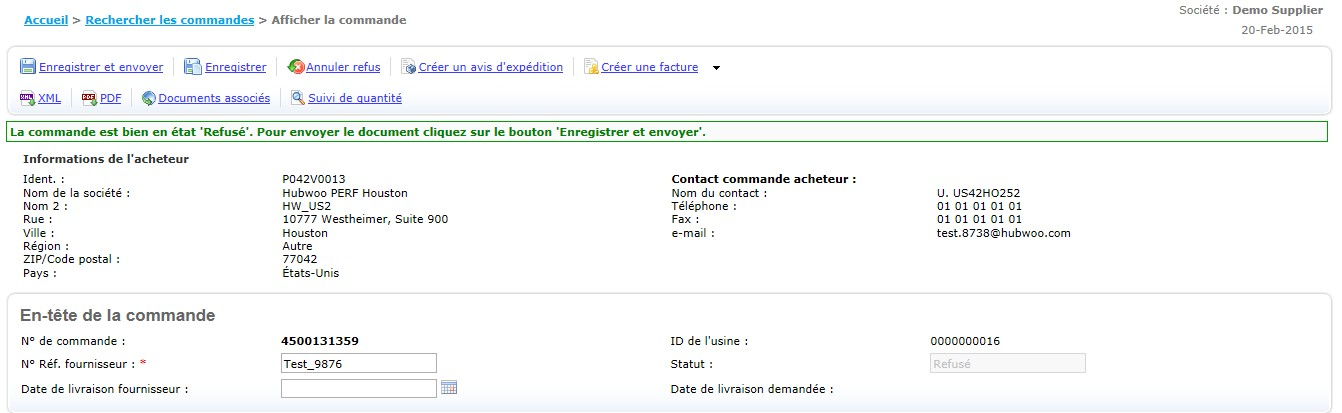 Société : Demo Supplier
Accueil > Rechercher les commandes > Afficher la commande
20-Feb-2015
Enregistrer et envoyer Enregistrer Annuler refus Créer un avis d'expédition Créer une facture
XML PDF Documents associés Suivi de quantité
La commande est bien en état 'Refusé'. Pour envoyer le document cliquez sur le bouton 'Enregistrer et envoyer'.
Informations de l'acheteur
Ident. : P042V0013 Contact commande acheteur :
Nom de la société : Hubwoo PERF Houston Nom du contact : U. US42HO252
Nom 2 : HW_US2 Téléphone : 01 01 01 01 01
Rue : 10777 Westheimer, Suite 900 Fax : 01 01 01 01 01
Ville : Houston e-mail : test.8738@hubwoo.com
Région : Autre
ZIP/Code postal : 77042
Pays : États-Unis
En-tête de la commande
N° de commande : 4500131359 ID de l'usine : 0000000016
N° Réf. fournisseur : * Test_9876 Statut : Refusé
Date de livraison fournisseur : Date de livraison demandée :